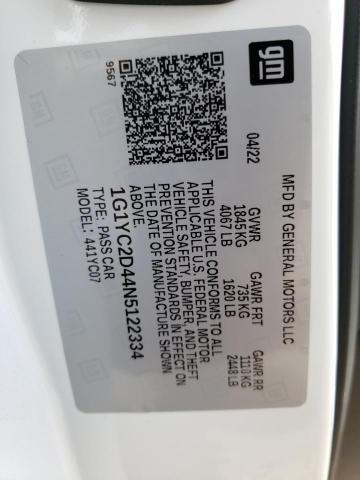 gm
MFD BY GENERAL MOTORS LLC
04/22 GVWR GAWR FRT GAWR RR
1845 KG 735 KG 1110 KG
4067 LB 1620 LB 2448 LB
THIS VEHICLE CONFORMS TO ALL
APPLICABLE U.S. FEDERAL MOTOR
VEHICLE SAFETY, BUMPER, AND THEFT
PREVENTION STANDARDS IN EFFECT ON
THE DATE OF MANUFACTURE SHOWN
ABOVE.
1G1YC2D44N5122334
TYPE: PASS CAR
MODEL: 441YC07
9567